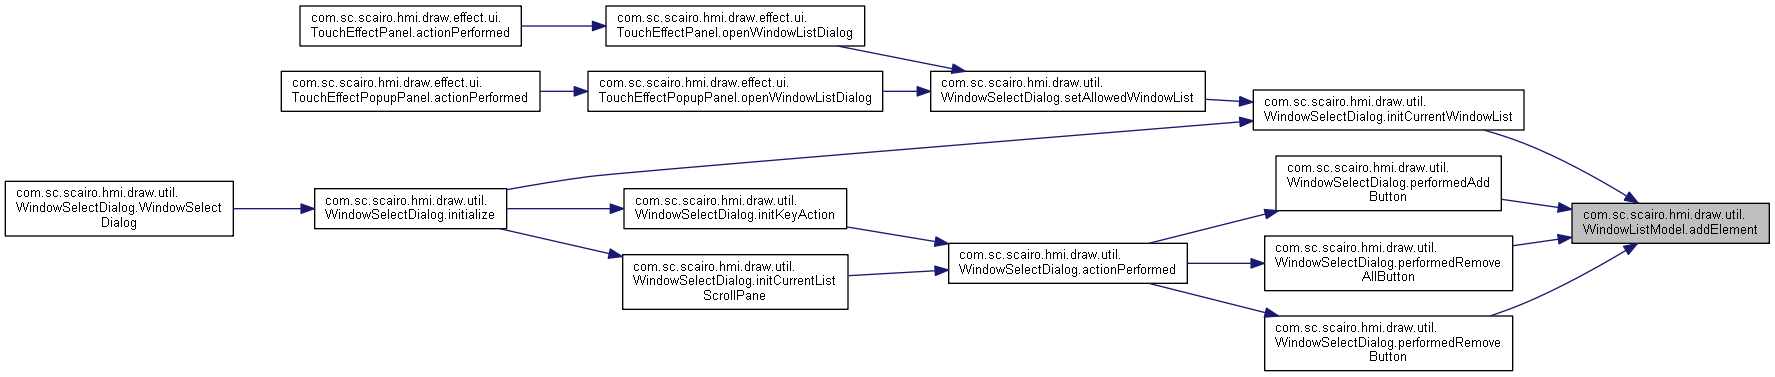 com.sc.scairo.hmi.draw.effect.ui.
TouchEffectPanel.actionPerformed
com.sc.scairo.hmi.draw.effect.ui.
TouchEffectPanel.openWindowListDialog
com.sc.scairo.hmi.draw.effect.ui.
TouchEffectPopupPanel.actionPerformed
com.sc.scairo.hmi.draw.effect.ui.
TouchEffectPopupPanel.openWindowListDialog
com.sc.scairo.hmi.draw.util.
WindowSelectDialog.setAllowedWindowList
com.sc.scairo.hmi.draw.util.
WindowSelectDialog.initCurrentWindowList
com.sc.scairo.hmi.draw.util.
WindowSelectDialog.WindowSelect
Dialog
com.sc.scairo.hmi.draw.util.
WindowSelectDialog.initialize
com.sc.scairo.hmi.draw.util.
WindowSelectDialog.initKeyAction
com.sc.scairo.hmi.draw.util.
WindowSelectDialog.initCurrentList
ScrollPane
com.sc.scairo.hmi.draw.util.
WindowSelectDialog.actionPerformed
com.sc.scairo.hmi.draw.util.
WindowSelectDialog.performedAdd
Button
com.sc.scairo.hmi.draw.util.
WindowSelectDialog.performedRemove
AllButton
com.sc.scairo.hmi.draw.util.
WindowSelectDialog.performedRemove
Button
com.sc.scairo.hmi.draw.util.
WindowListModel.addElement